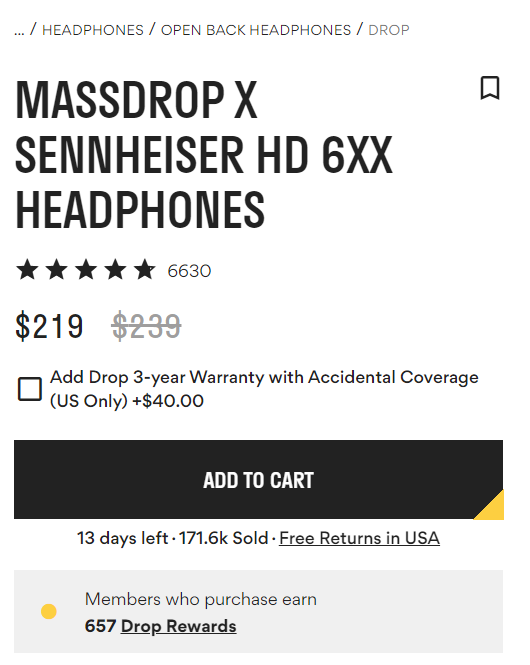 ... / HEADPHONES / OPEN BACK HEADPHONES / DROP
MASSDROP X
SENNHEISER HD 6XX
HEADPHONES
6630
$219 $239
Add Drop 3-year Warranty with Accidental Coverage
(US Only) +$40.00
ADD TO CART
13 days left · 171.6k Sold · Free Returns in USA
Members who purchase earn
657 Drop Rewards